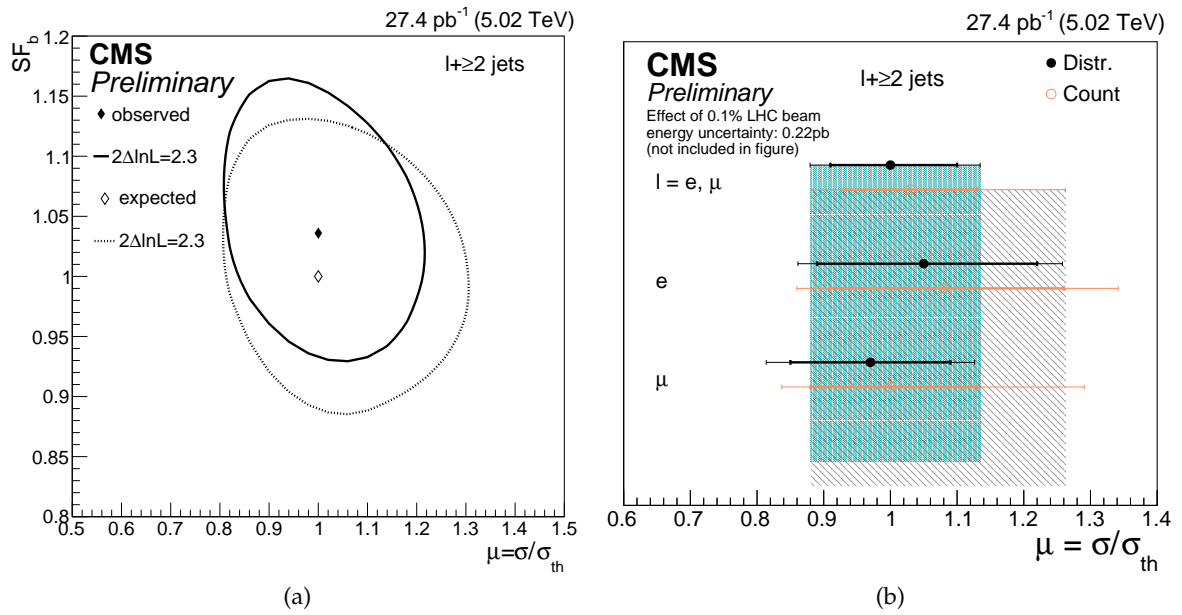 27.4 pb⁻¹ (5.02 TeV)
CMS
Preliminary
l+≥2 jets
observed
2ΔlnL=2.3
expected
2ΔlnL=2.3
SF_b
1.2
1.15
1.1
1.05
1
0.95
0.9
0.85
0.8
0.5 0.6 0.7 0.8 0.9 1 1.1 1.2 1.3 1.4 1.5
μ=σ/σ_th
(a)
27.4 pb⁻¹ (5.02 TeV)
CMS
Preliminary
l+≥2 jets
Distr.
Count
Effect of 0.1% LHC beam
energy uncertainty: 0.22pb
(not included in figure)
l = e, μ
e
μ
0.6 0.7 0.8 0.9 1 1.1 1.2 1.3 1.4
μ = σ/σ_th
(b)